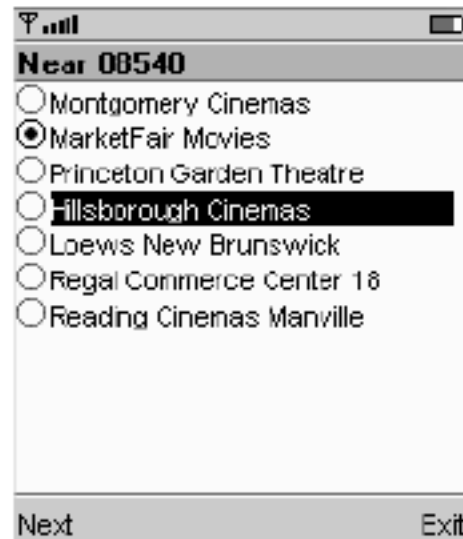 Near 08540
Montgomery Cinemas
MarketFair Movies
Princeton Garden Theatre
Hillsborough Cinemas
Loews New Brunswick
Regal Commerce Center 18
Reading Cinemas Manville
Next Exit